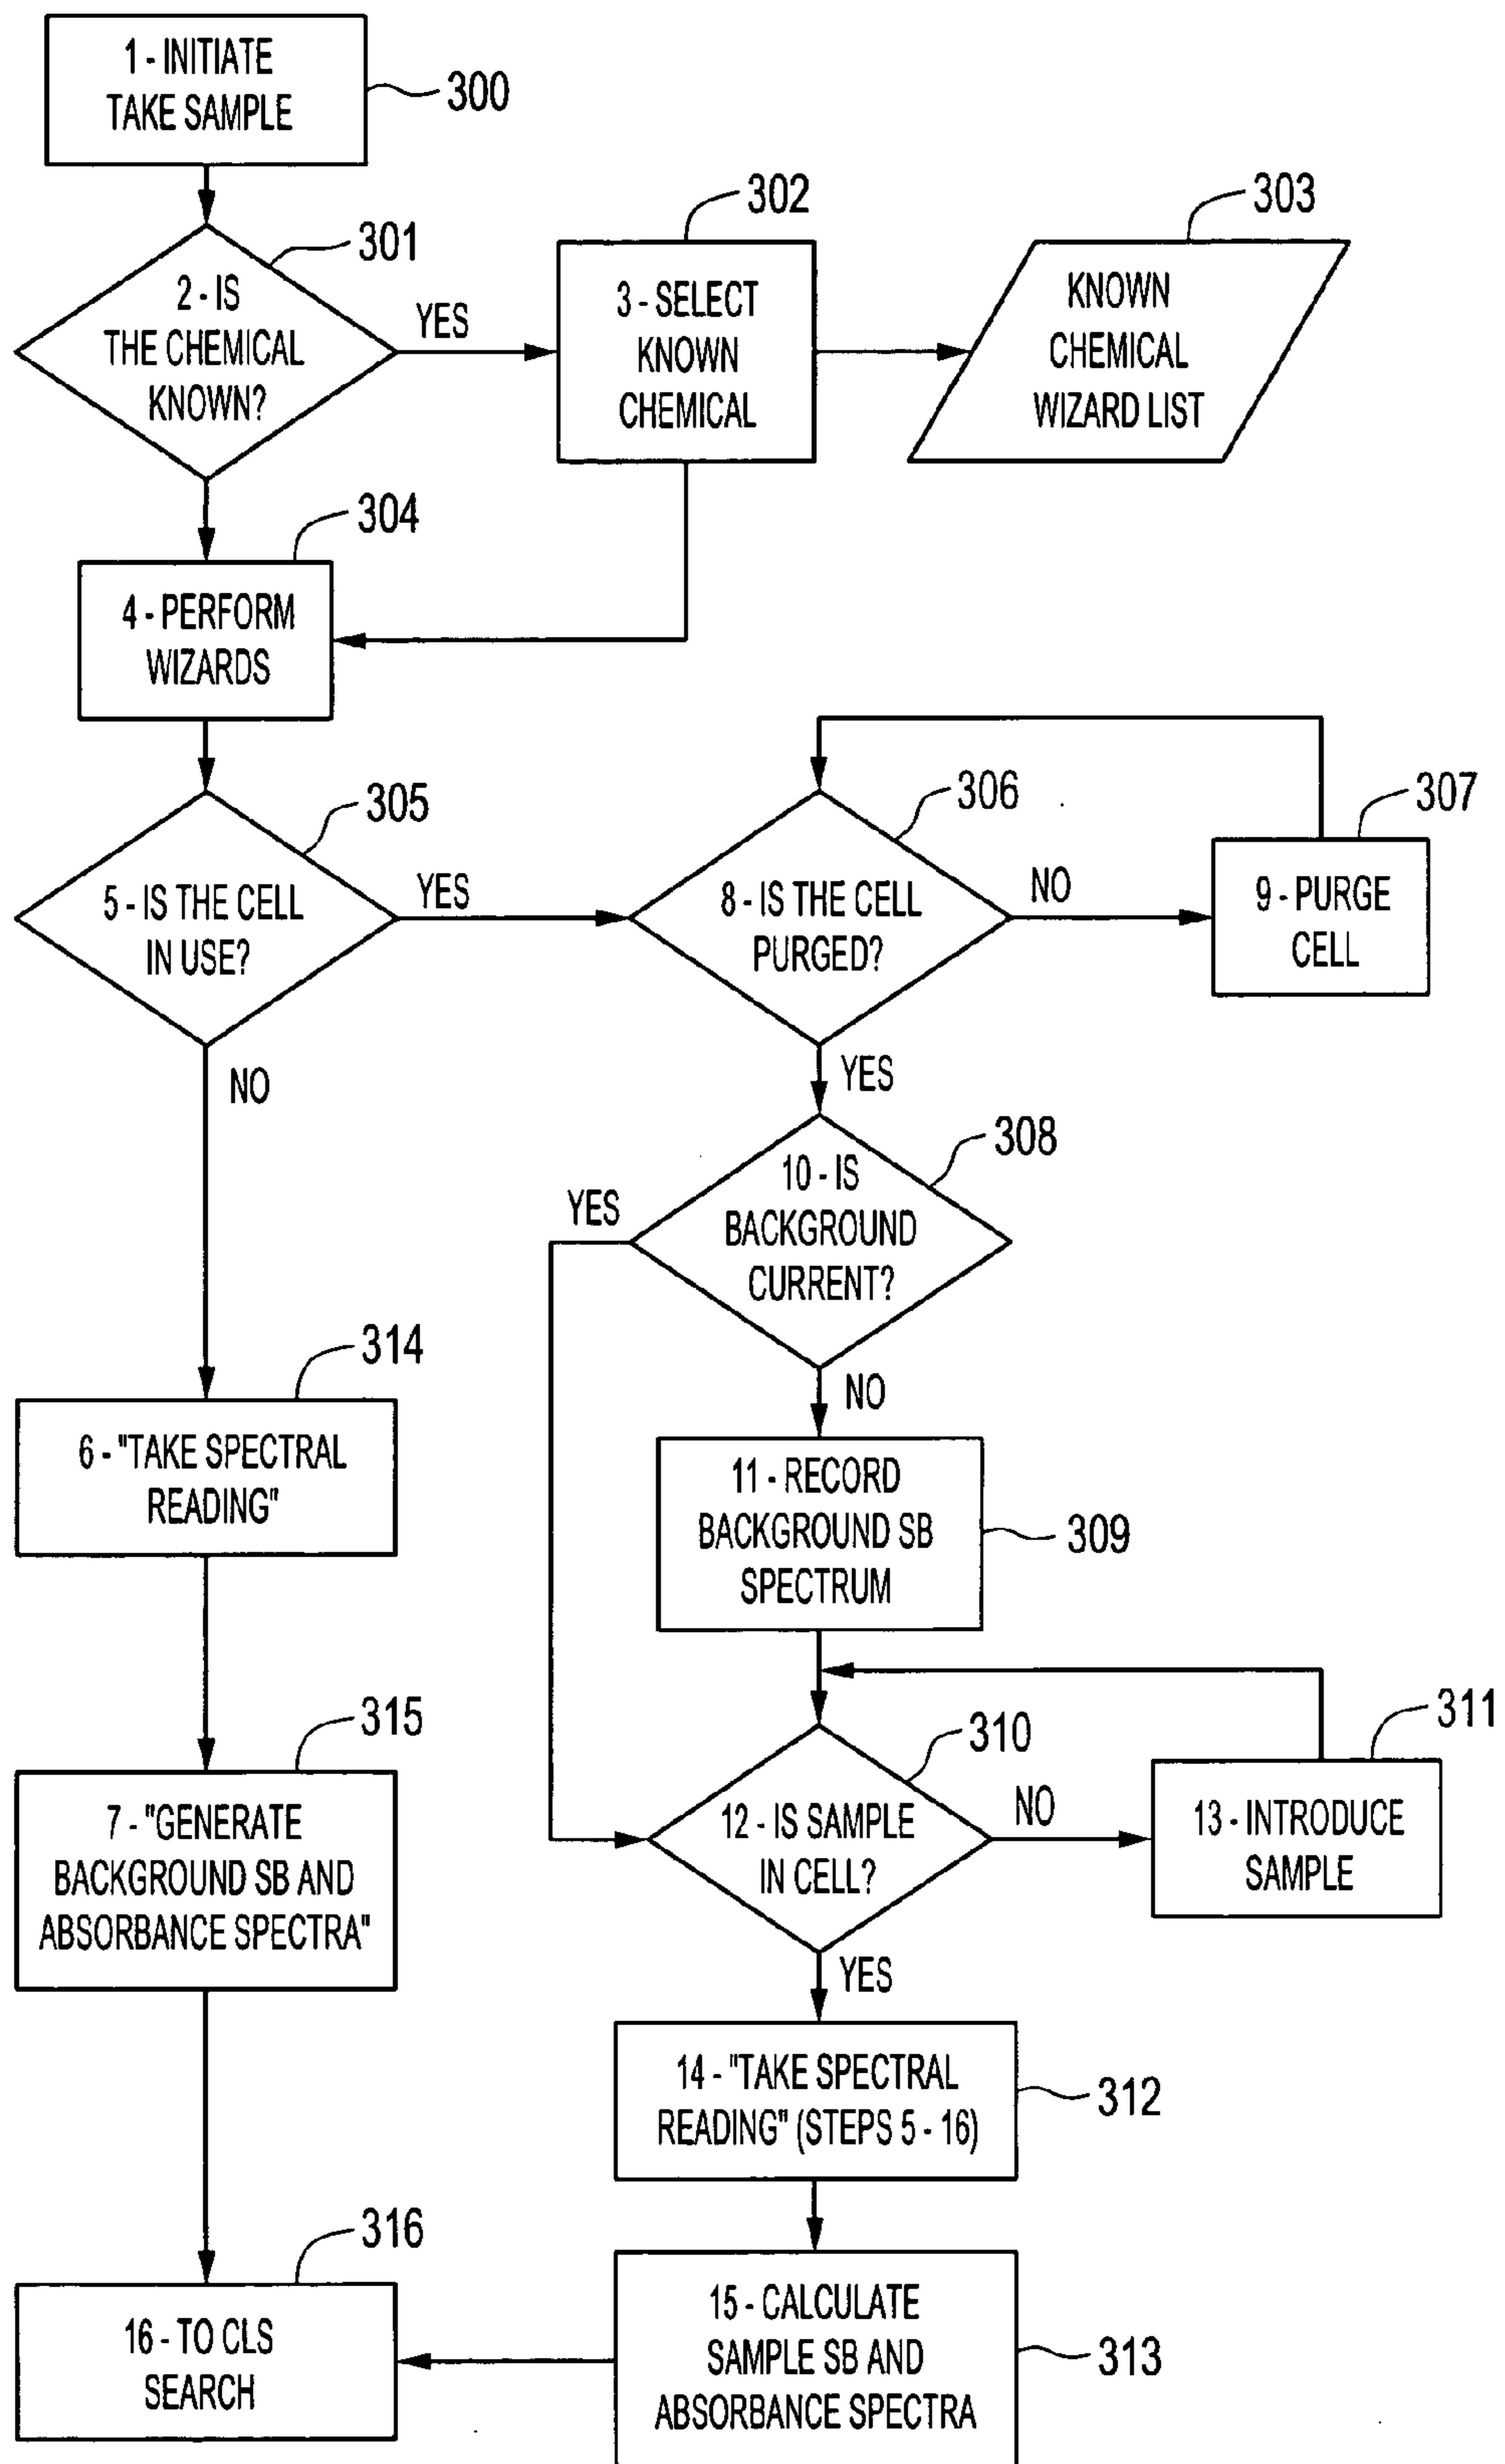 1 - INITIATE
TAKE SAMPLE
300
2 - IS
THE CHEMICAL
KNOWN?
301
YES
3 - SELECT
KNOWN
CHEMICAL
302
KNOWN
CHEMICAL
WIZARD LIST
303
4 - PERFORM
WIZARDS
304
5 - IS THE CELL
IN USE?
305
YES
NO
8 - IS THE CELL
PURGED?
306
NO
YES
9 - PURGE
CELL
307
10 - IS
BACKGROUND
CURRENT?
308
YES
NO
11 - RECORD
BACKGROUND SB
SPECTRUM
309
12 - IS SAMPLE
IN CELL?
310
NO
YES
13 - INTRODUCE
SAMPLE
311
14 - "TAKE SPECTRAL
READING" (STEPS 5 - 16)
312
15 - CALCULATE
SAMPLE SB AND
ABSORBANCE SPECTRA
313
6 - "TAKE SPECTRAL
READING"
314
7 - "GENERATE
BACKGROUND SB AND
ABSORBANCE SPECTRA"
315
16 - TO CLS
SEARCH
316